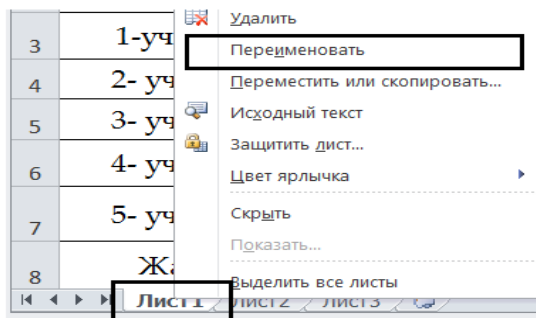 Удалить
3 1-уч Переименовать
4 2- уч Переместить или скопировать...
5 3- уч Исходный текст
Защитить лист...
6 4- уч Цвет ярлычка
7 5- уч Скрыть
Показать...
8 Жа Выделить все листы
Лист1 Лист2 Лист3